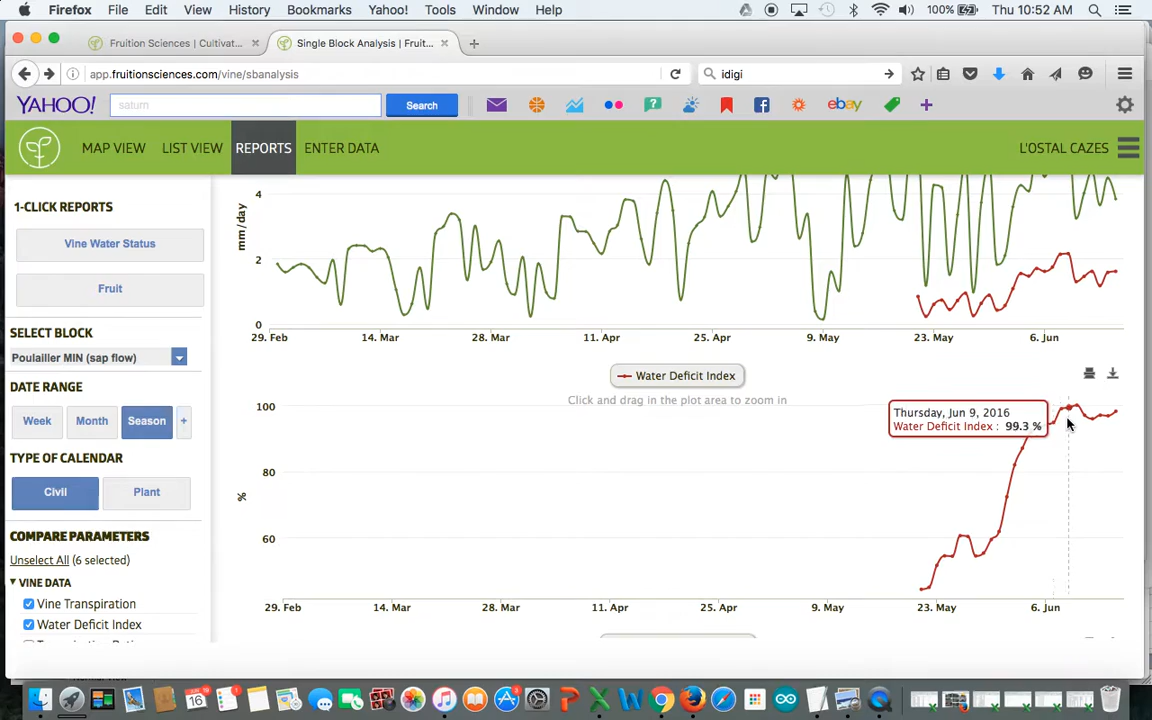 Firefox File Edit View History Bookmarks Yahoo! Tools Window Help 100% Thu 10:52 AM
Fruition Sciences | Cultivat... Single Block Analysis | Fruit...
app.fruitionsciences.com/vine/sbanalysis idigi
YAHOO! saturn Search ebay
MAP VIEW LIST VIEW REPORTS ENTER DATA L'OSTAL CAZES
1-CLICK REPORTS
Vine Water Status
Fruit
SELECT BLOCK
Poulailler MIN (sap flow)
DATE RANGE
Week Month Season +
TYPE OF CALENDAR
Civil Plant
COMPARE PARAMETERS
Unselect All (6 selected)
VINE DATA
Vine Transpiration
Water Deficit Index
mm/day
4
2
0
29. Feb 14. Mar 28. Mar 11. Apr 25. Apr 9. May 23. May 6. Jun
Water Deficit Index
Click and drag in the plot area to zoom in
Thursday, Jun 9, 2016
Water Deficit Index : 99.3 %
%
100
80
60
29. Feb 14. Mar 28. Mar 11. Apr 25. Apr 9. May 23. May 6. Jun